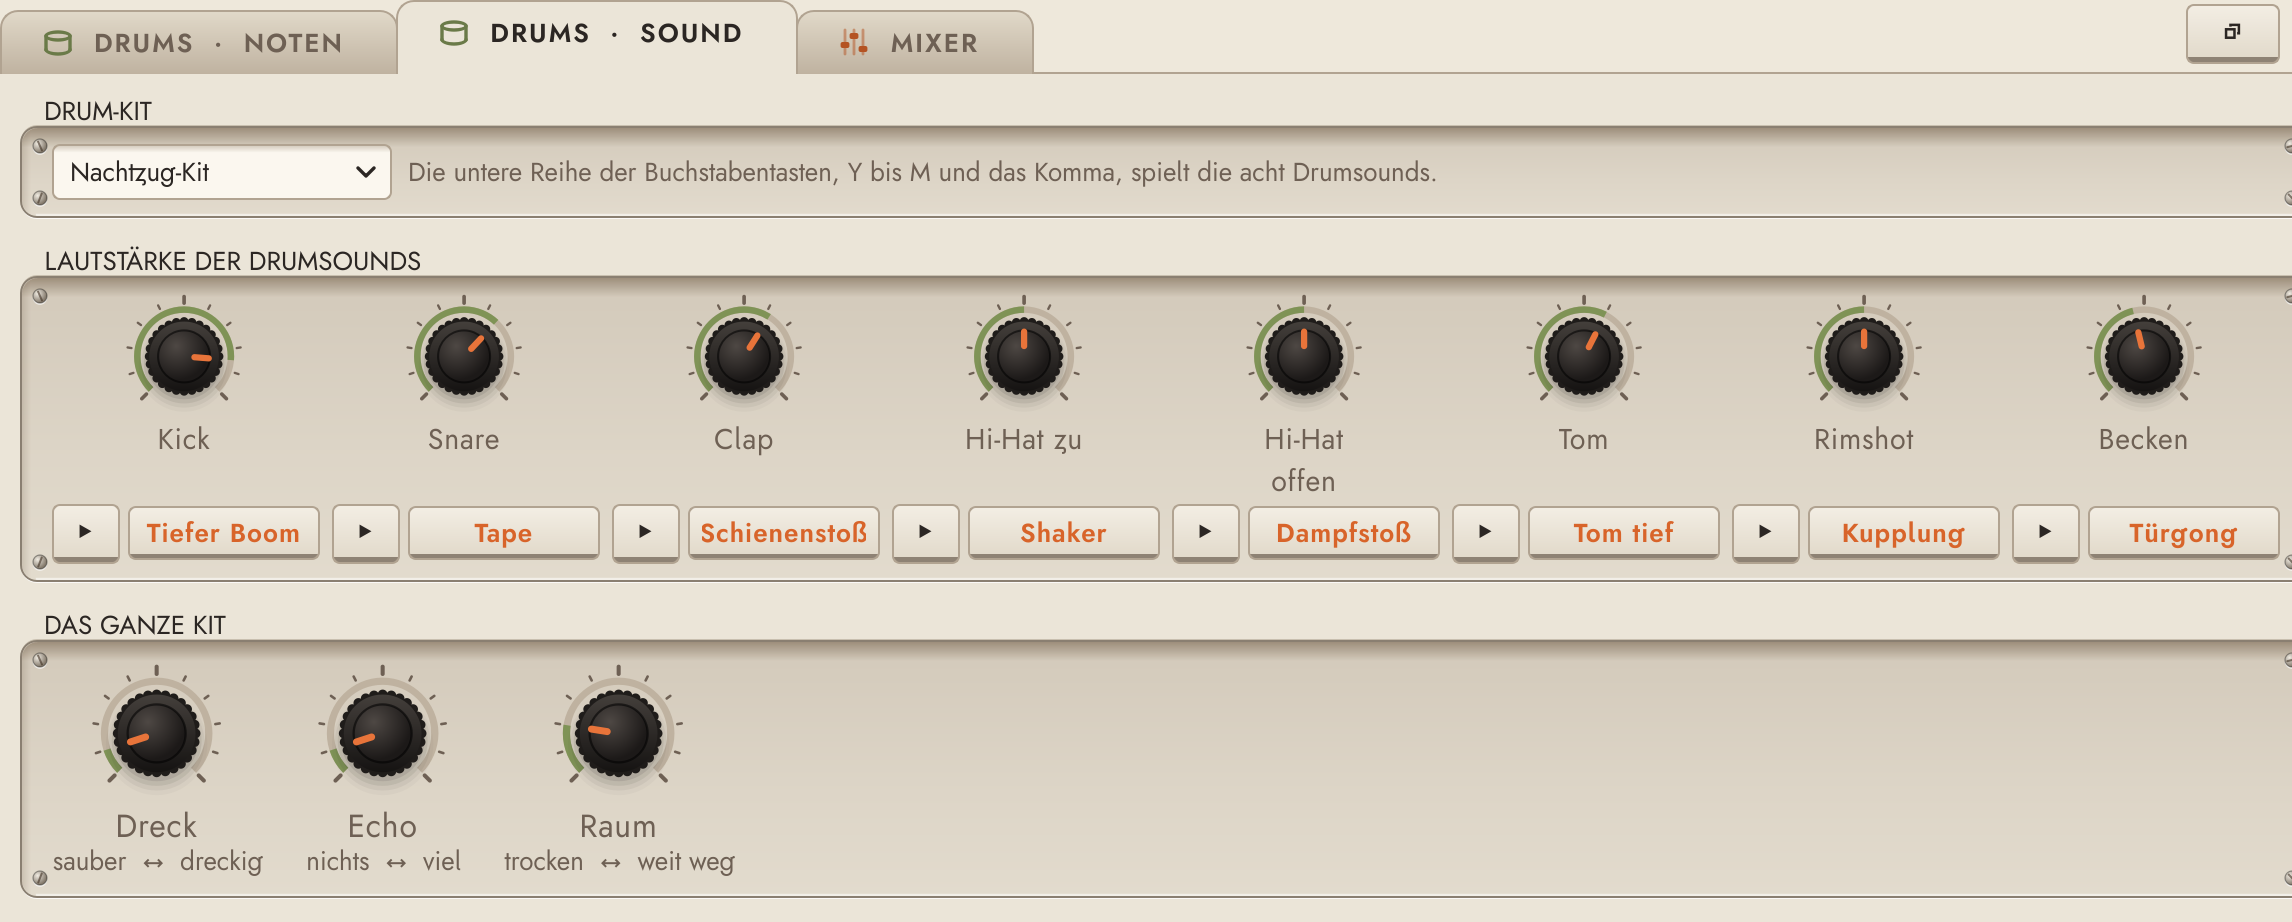 DRUMS · NOTEN
DRUMS · SOUND
MIXER
DRUM-KIT
Nachtzug-Kit
Die untere Reihe der Buchstabentasten, Y bis M und das Komma, spielt die acht Drumsounds.
LAUTSTÄRKE DER DRUMSOUNDS
Kick
Snare
Clap
Hi-Hat zu
Hi-Hat
offen
Tom
Rimshot
Becken
Tiefer Boom
Tape
Schienenstoß
Shaker
Dampfstoß
Tom tief
Kupplung
Türgong
DAS GANZE KIT
Dreck
Echo
Raum
sauber ↔ dreckig
nichts ↔ viel
trocken ↔ weit weg